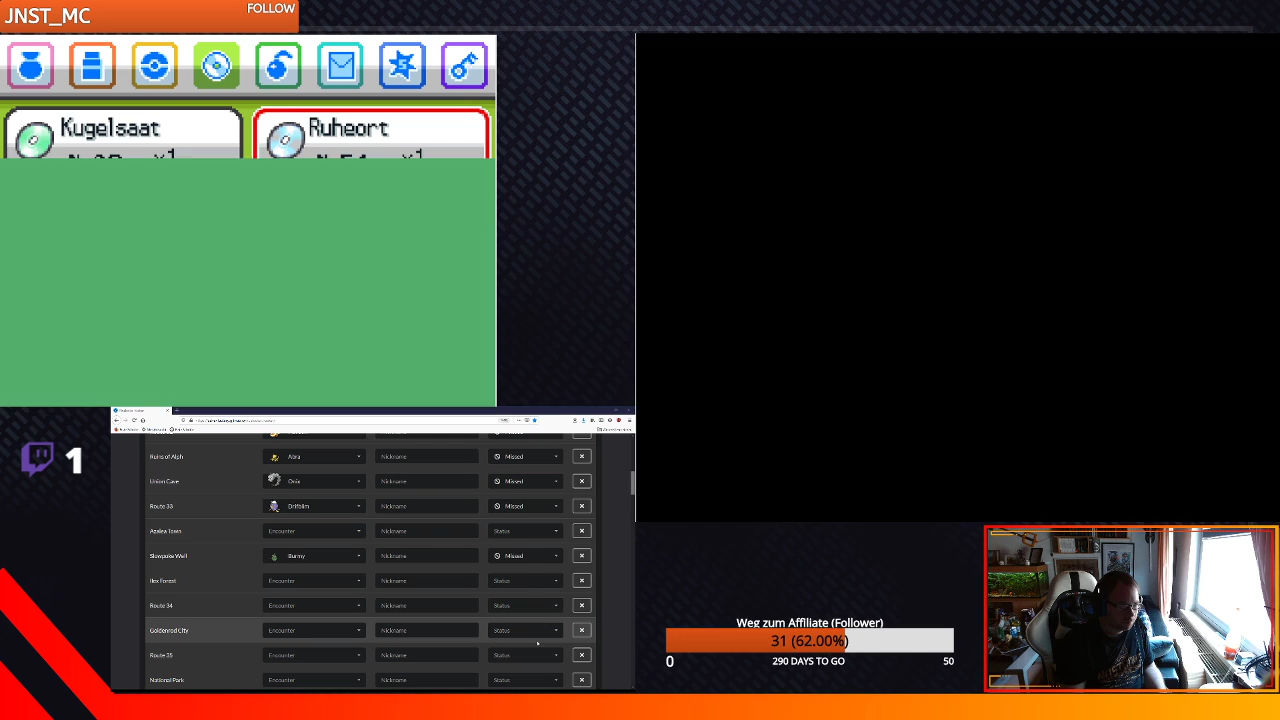 JNST_MC
FOLLOW
Kugelsaat
Ruheort
x1
x1
1
Ruins of Alph
Abra
Nickname
Missed
Union Cave
Onix
Nickname
Missed
Route 33
Drifblim
Nickname
Missed
Azalea Town
Encounter
Nickname
Status
Slowpoke Well
Burmy
Nickname
Missed
Ilex Forest
Encounter
Nickname
Status
Route 34
Encounter
Nickname
Status
Goldenrod City
Encounter
Nickname
Status
Route 35
Encounter
Nickname
Status
National Park
Encounter
Nickname
Status
Weg zum Affiliate (Follower)
31 (62.00%)
0
290 DAYS TO GO
50